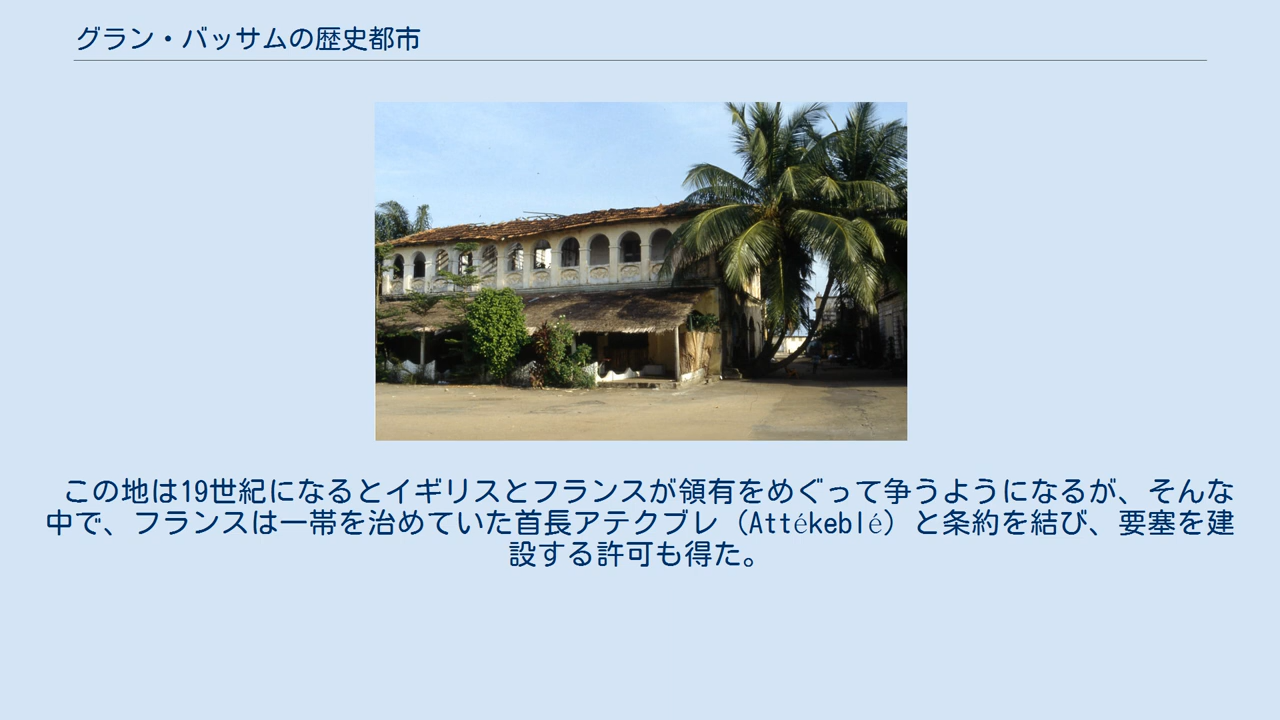 グラン・バッサムの歴史都市
この地は19世紀になるとイギリスとフランスが領有をめぐって争うようになるが、そんな
中で、フランスは一帯を治めていた首長アテクブレ（Attékeblé）と条約を結び、要塞を建
設する許可も得た。